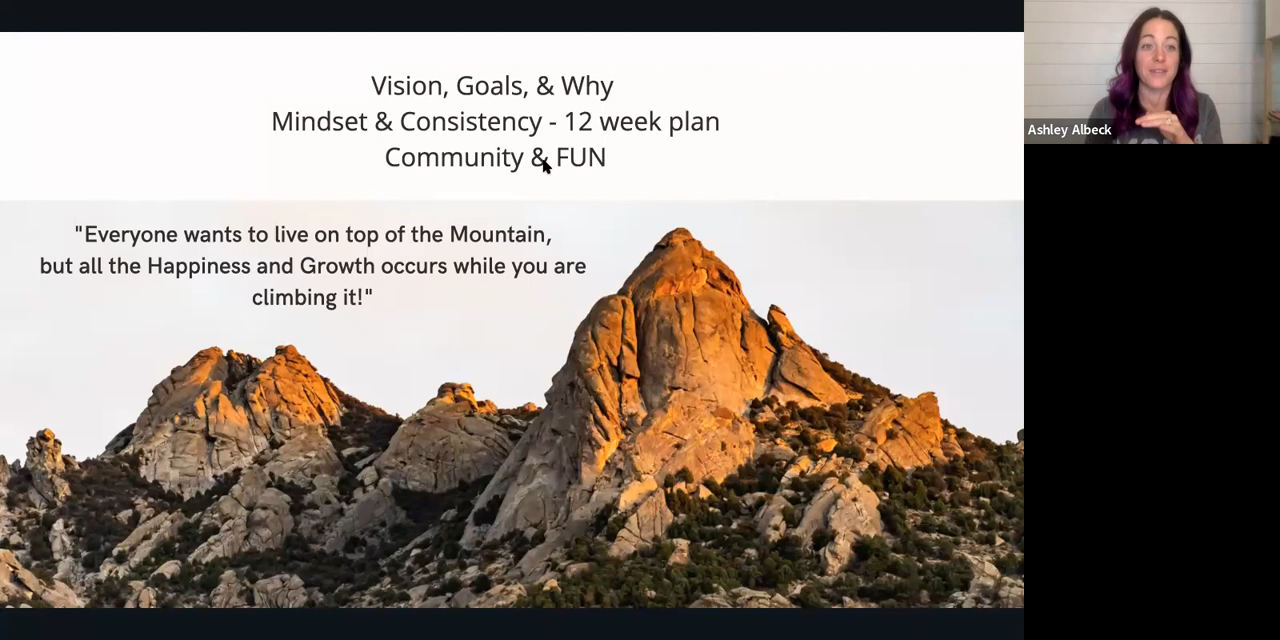 Vision, Goals, & Why
Mindset & Consistency - 12 week plan
Community & FUN
"Everyone wants to live on top of the Mountain,
but all the Happiness and Growth occurs while you are
climbing it!"
Ashley Albeck